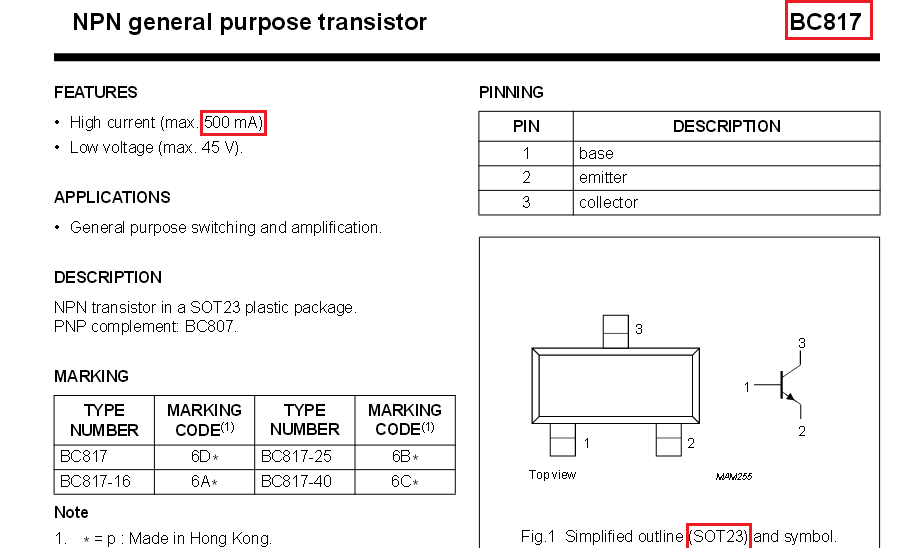 NPN general purpose transistor BC817
FEATURES
• High current (max. 500 mA)
• Low voltage (max. 45 V).
APPLICATIONS
• General purpose switching and amplification.
DESCRIPTION
NPN transistor in a SOT23 plastic package.
PNP complement: BC807.
MARKING
TYPE NUMBER MARKING CODE(1) TYPE NUMBER MARKING CODE(1)
BC817 6D* BC817-25 6B*
BC817-16 6A* BC817-40 6C*
Note
1. * = p : Made in Hong Kong.
PINNING
PIN DESCRIPTION
1 base
2 emitter
3 collector
3
3
1
1 2
2
Top view MAM255
Fig.1 Simplified outline (SOT23) and symbol.